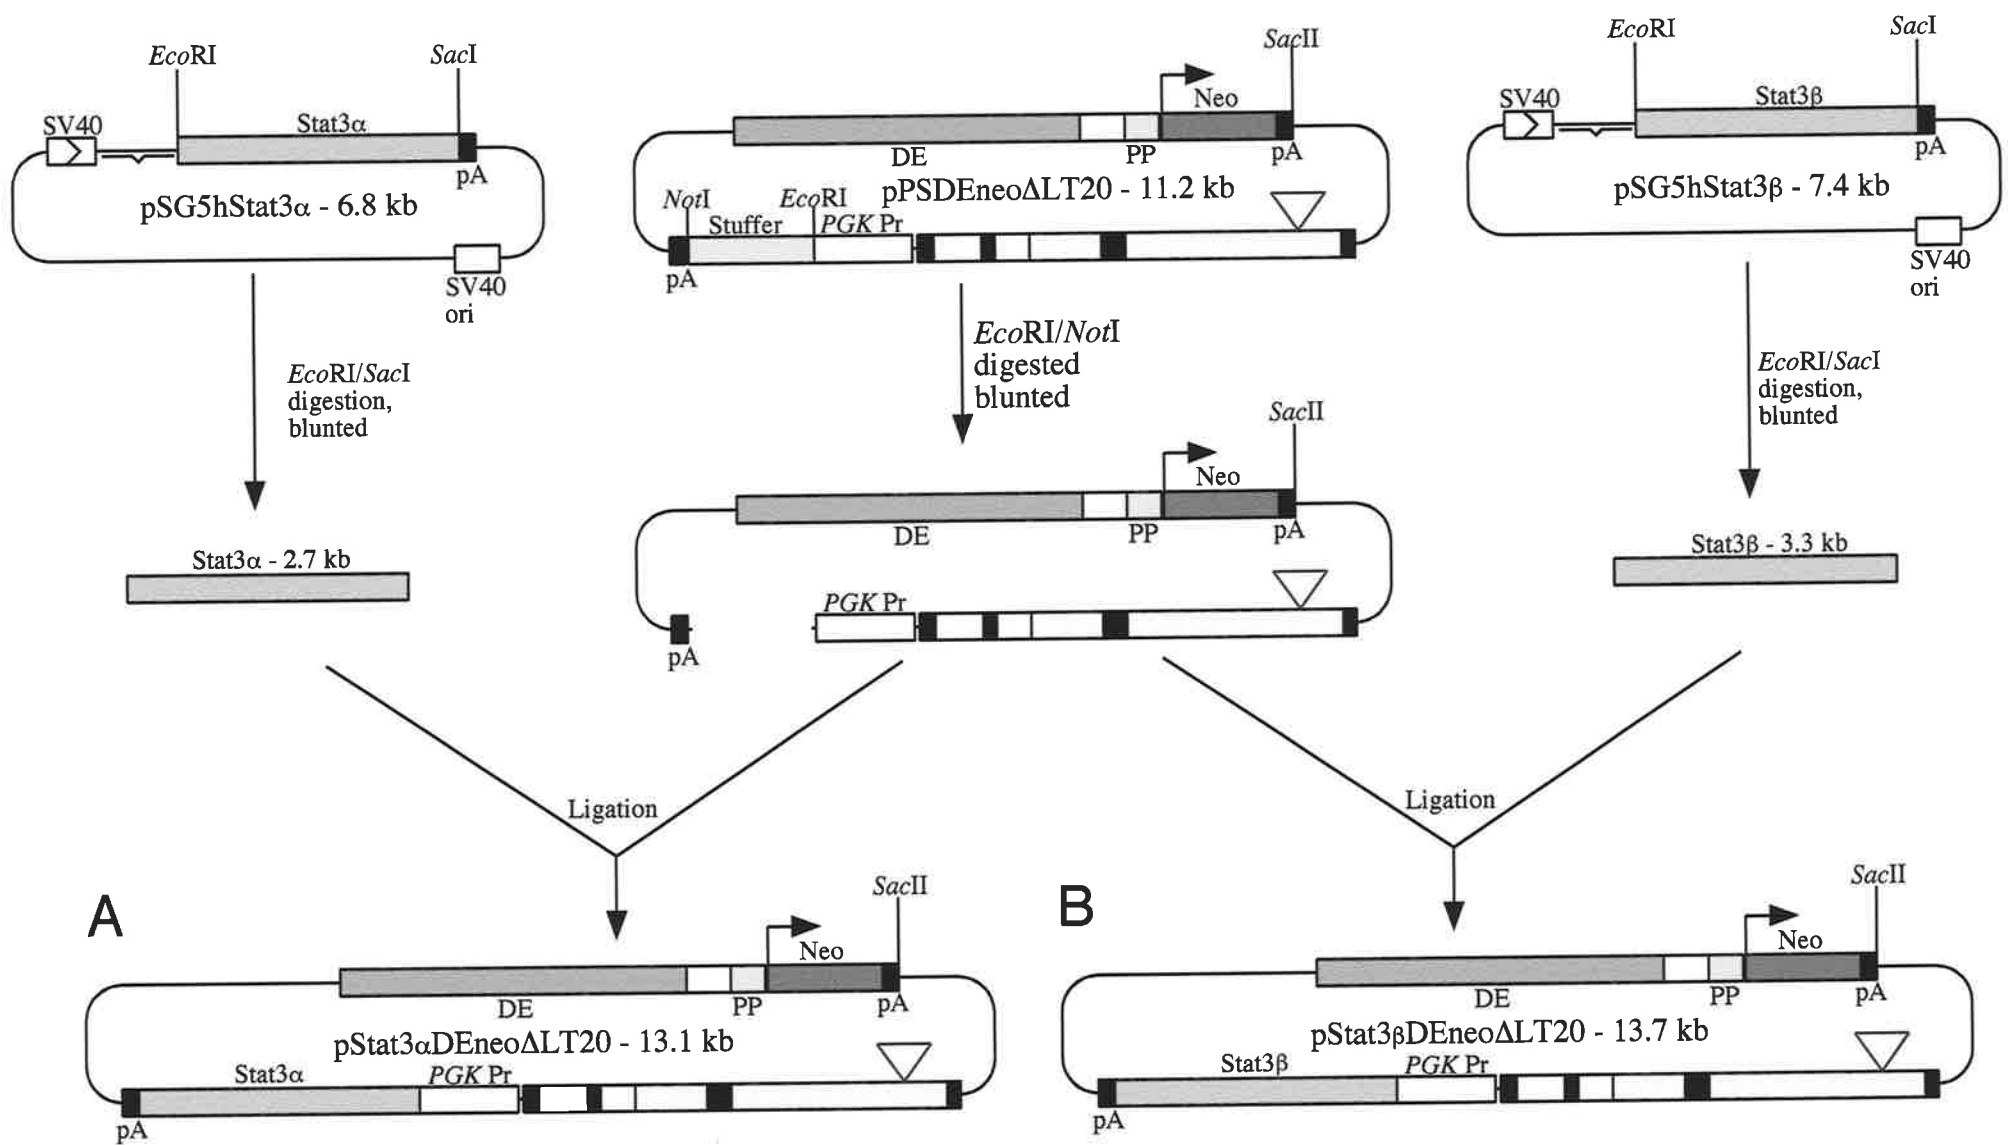 EcoRI
SacI
SV40
Stat3α
pA
pSG5hStat3α - 6.8 kb
SV40
ori
EcoRI/SacI
digestion,
blunted
Stat3α - 2.7 kb
SacII
Neo
DE
PP
pA
pPSDEneoΔLT20 - 11.2 kb
NotI
EcoRI
Stuffer
PGK Pr
pA
EcoRI/NotI
digested
blunted
SacII
Neo
DE
PP
pA
PGK Pr
pA
EcoRI
SacI
SV40
Stat3β
pA
pSG5hStat3β - 7.4 kb
SV40
ori
EcoRI/SacI
digestion,
blunted
Stat3β - 3.3 kb
Ligation
Ligation
A
SacII
Neo
DE
PP
pA
pStat3αDEneoΔLT20 - 13.1 kb
Stat3α
PGK Pr
pA
B
SacII
Neo
DE
PP
pA
pStat3βDEneoΔLT20 - 13.7 kb
Stat3β
PGK Pr
pA